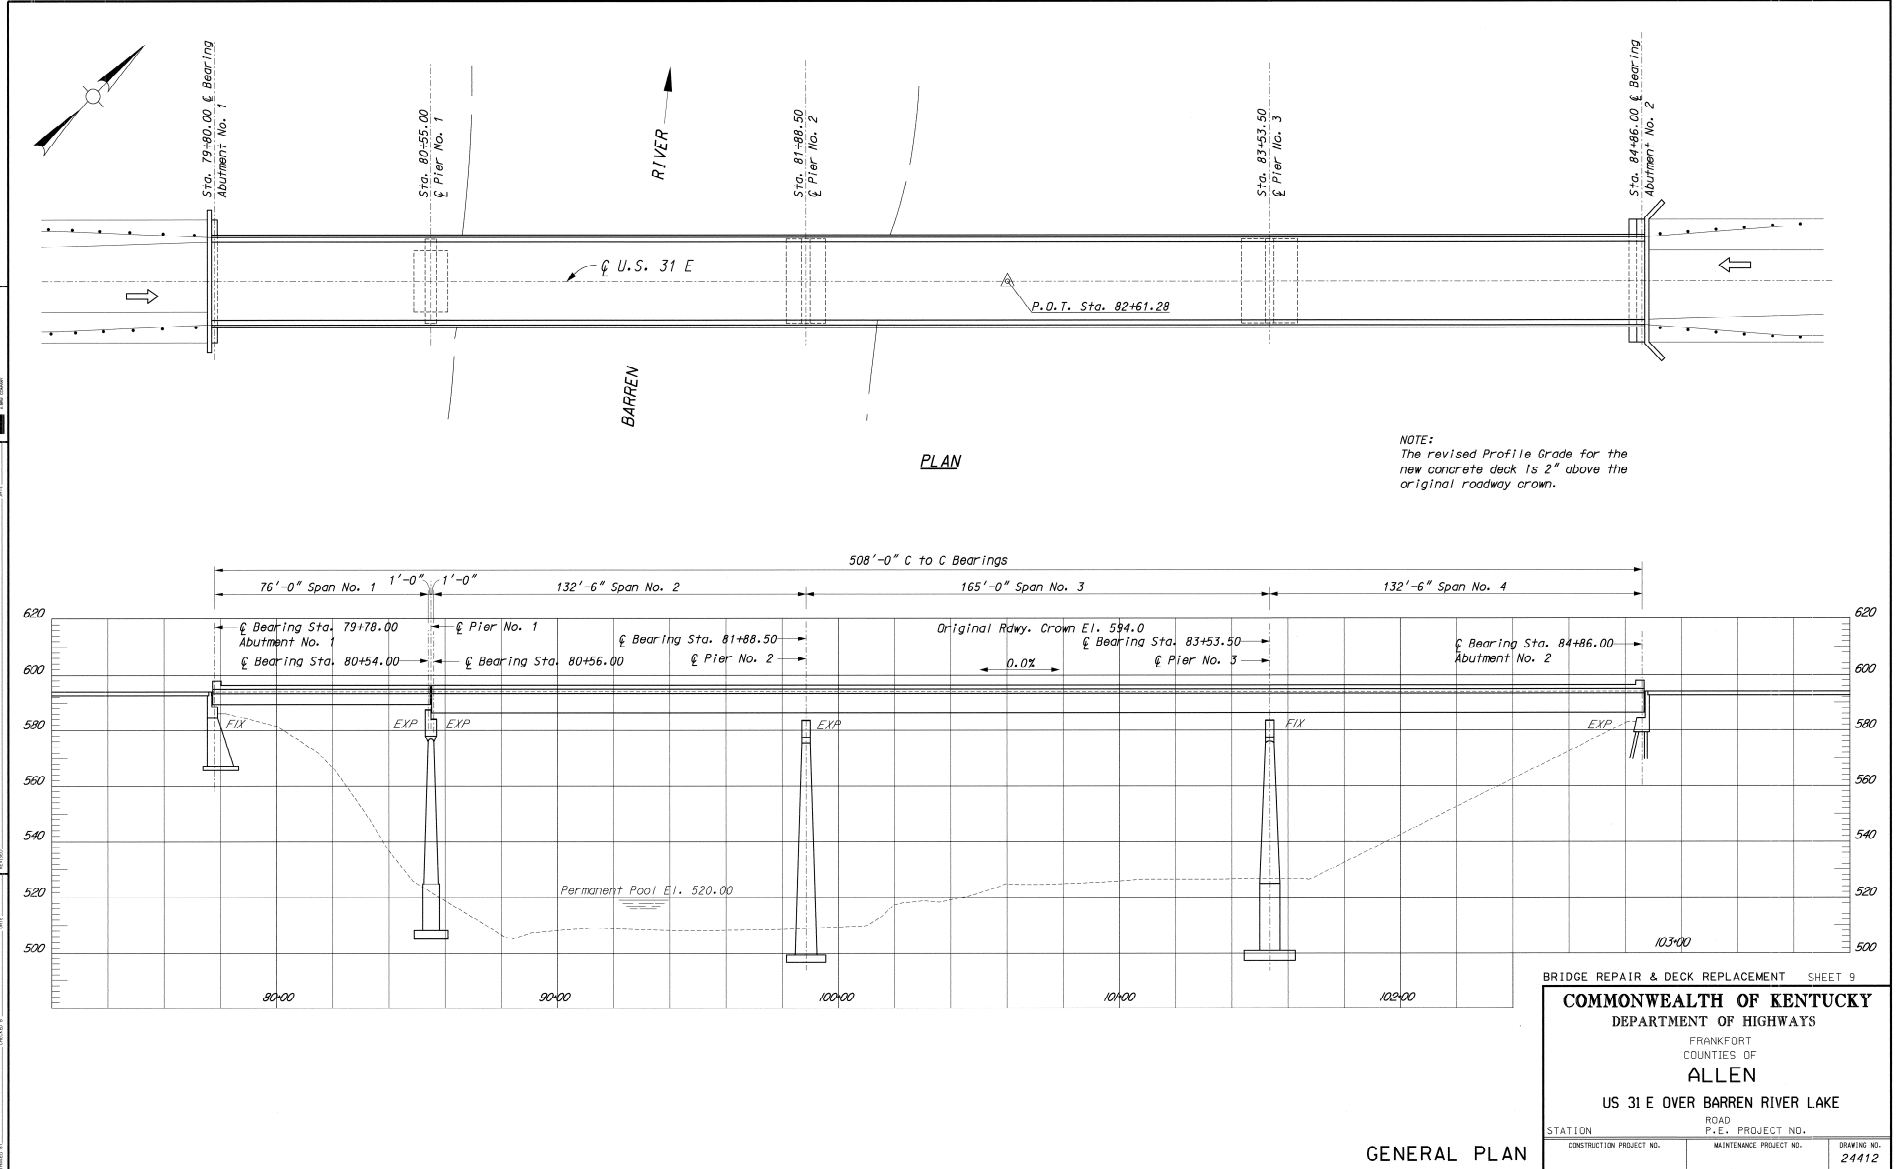 Sta. 79+80.00 ℄ Bearing
Abutment No. 1
Sta. 80+55.00
℄ Pier No. 1
RIVER
Sta. 81+88.50
℄ Pier No. 2
Sta. 83+53.50
℄ Pier No. 3
Sta. 84+86.00 ℄ Bearing
Abutment No. 2
℄ U.S. 31 E
P.O.T. Sta. 82+61.28
BARREN
PLAN
NOTE:
The revised Profile Grade for the
new concrete deck is 2" above the
original roadway crown.
508'-0" C to C Bearings
76'-0" Span No. 1
1'-0"
1'-0"
132'-6" Span No. 2
165'-0" Span No. 3
132'-6" Span No. 4
620
620
℄ Bearing Sta. 79+78.00
Abutment No. 1
℄ Pier No. 1
℄ Bearing Sta. 81+88.50
Original Rdwy. Crown El. 594.0
℄ Bearing Sta. 83+53.50
℄ Bearing Sta. 84+86.00
Abutment No. 2
℄ Bearing Sta. 80+54.00
℄ Bearing Sta. 80+56.00
℄ Pier No. 2
0.0%
℄ Pier No. 3
600
600
FIX
EXP
EXP
EXP
FIX
EXP
580
580
560
560
540
540
Permanent Pool El. 520.00
520
520
500
103+00
500
90+00
100+00
101+00
102+00
BRIDGE REPAIR & DECK REPLACEMENT SHEET 9
COMMONWEALTH OF KENTUCKY
DEPARTMENT OF HIGHWAYS
FRANKFORT
COUNTIES OF
ALLEN
US 31 E OVER BARREN RIVER LAKE
ROAD
STATION
P.E. PROJECT NO.
GENERAL PLAN
CONSTRUCTION PROJECT NO.
MAINTENANCE PROJECT NO.
DRAWING NO.
24412